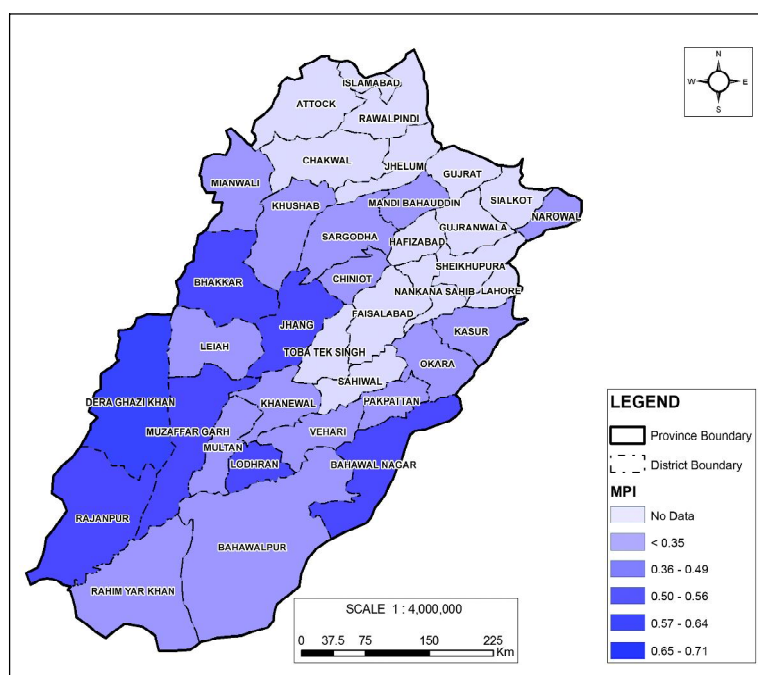 N
W E
S
ISLAMABAD
ATTOCK
RAWALPINDI
CHAKWAL
JHELUM
GUJRAT
MIANWALI
KHUSHAB
MANDI BAHAUDDIN
SIALKOT
NAROWAL
SARGODHA
GUJRANWALA
HAFIZABAD
SHEIKHUPURA
BHAKKAR
CHINIOT
NANKANA SAHIB
LAHORE
FAISALABAD
JHANG
KASUR
LEIAH
TOBA TEK SINGH
OKARA
SAHIWAL
DERA GHAZI KHAN
KHANEWAL
PAKPATTAN
MUZAFFAR GARH
VEHARI
MULTAN
LODHRAN
BAHAWAL NAGAR
RAJANPUR
BAHAWALPUR
RAHIM YAR KHAN
LEGEND
Province Boundary
District Boundary
MPI
No Data
< 0.35
0.36 - 0.49
0.50 - 0.56
0.57 - 0.64
0.65 - 0.71
SCALE 1 : 4,000,000
0 37.5 75 150 225
Km